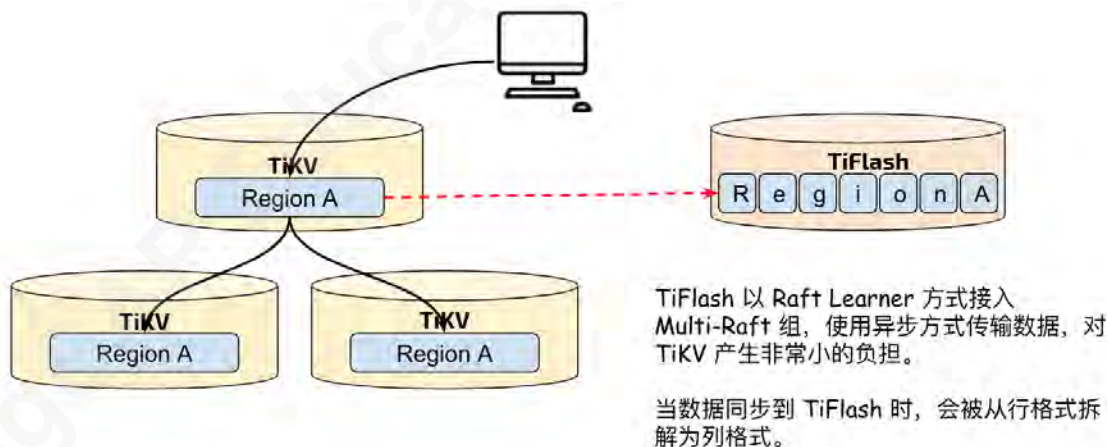 TiKV
Region A
TiFlash
R e g i o n A
TiKV
Region A
TiKV
Region A
TiFlash 以 Raft Learner 方式接入
Multi-Raft 组，使用异步方式传输数据，对
TiKV 产生非常小的负担。
当数据同步到 TiFlash 时，会被从行格式拆
解为列格式。